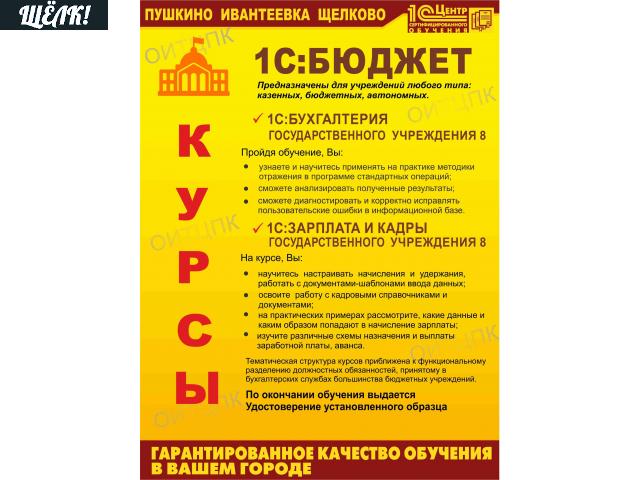 ЩЁЛК!
ПУШКИНО ИВАНТЕЕВКА ЩЕЛКОВО
1С ЦЕНТР
СЕРТИФИЦИРОВАННОГО
ОБУЧЕНИЯ
1С:БЮДЖЕТ
Предназначены для учреждений любого типа:
казенных, бюджетных, автономных.
КУРСЫ
✓ 1С:БУХГАЛТЕРИЯ
ГОСУДАРСТВЕННОГО УЧРЕЖДЕНИЯ 8
Пройдя обучение, Вы:
• узнаете и научитесь применять на практике методики
отражения в программе стандартных операций;
• сможете анализировать полученные результаты;
• сможете диагностировать и корректно исправлять
пользовательские ошибки в информационной базе.
✓ 1С:ЗАРПЛАТА И КАДРЫ
ГОСУДАРСТВЕННОГО УЧРЕЖДЕНИЯ 8
На курсе, Вы:
• научитесь настраивать начисления и удержания,
работать с документами-шаблонами ввода данных;
• освоите работу с кадровыми справочниками и
документами;
• на практических примерах рассмотрите, какие данные и
каким образом попадают в начисление зарплаты;
• изучите различные схемы назначения и выплаты
заработной платы, аванса.
Тематическая структура курсов приближена к функциональному
разделению должностных обязанностей, принятому в
бухгалтерских службах большинства бюджетных учреждений.
По окончании обучения выдается
Удостоверение установленного образца
ГАРАНТИРОВАННОЕ КАЧЕСТВО ОБУЧЕНИЯ
В ВАШЕМ ГОРОДЕ
ОИТЦПК
ОИТЦПК
ОИТЦПК
ОИТЦПК
ОИТЦПК